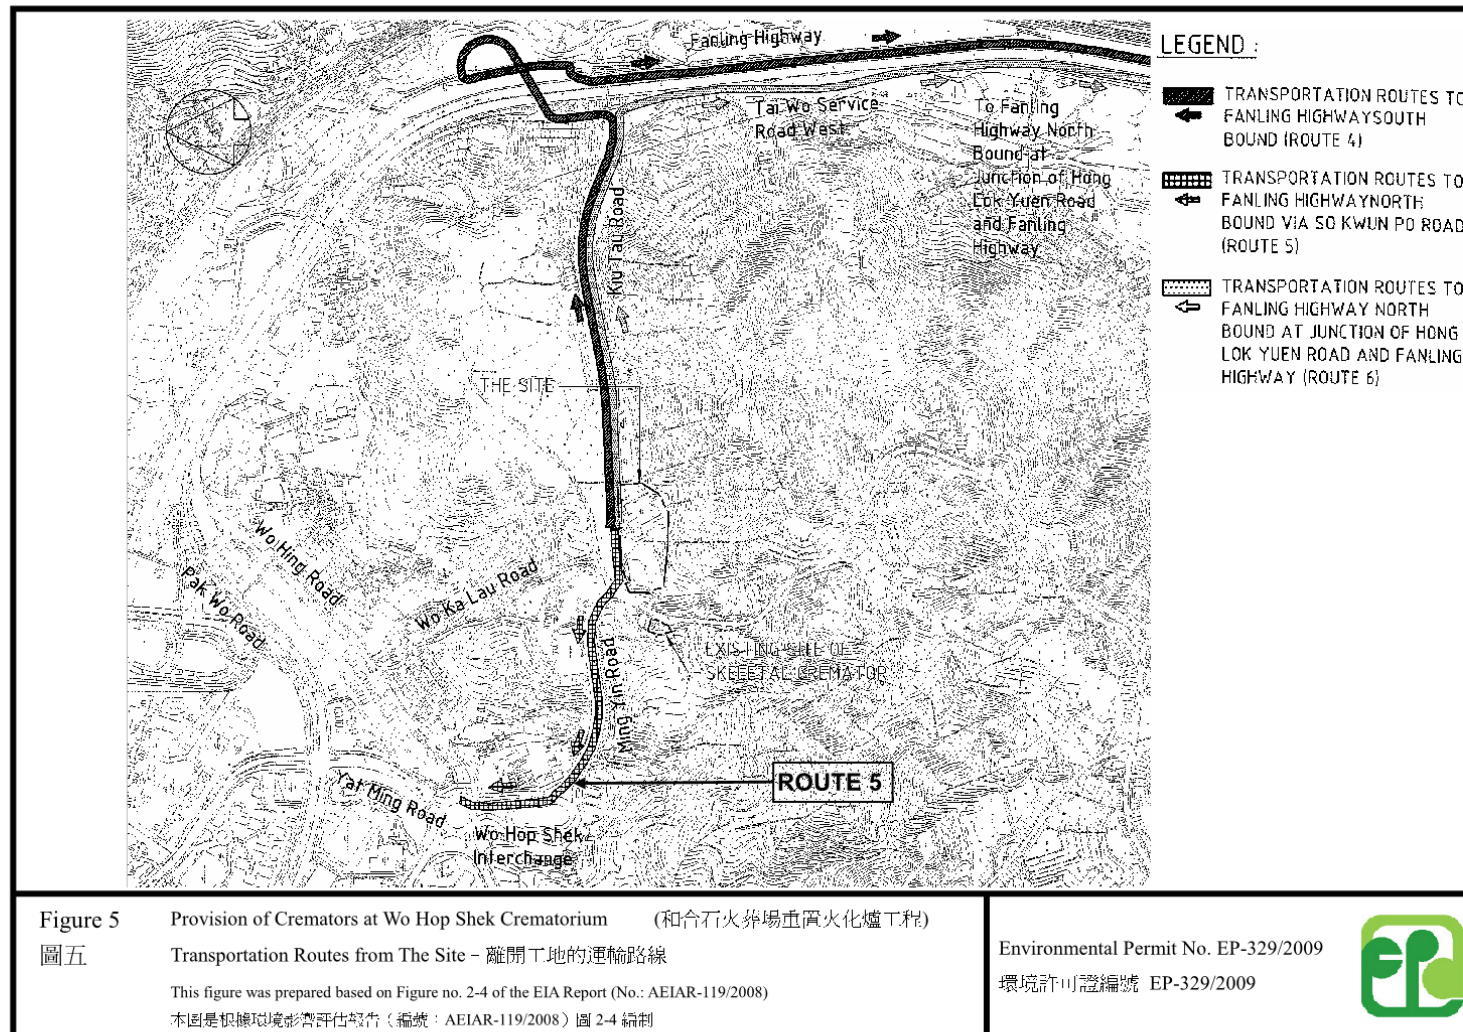 Fanling Highway
LEGEND :
TRANSPORTATION ROUTES TO
FANLING HIGHWAYSOUTH
BOUND (ROUTE 4)
TRANSPORTATION ROUTES TO
FANLING HIGHWAYNORTH
BOUND VIA SO KWUN PO ROAD
(ROUTE 5)
TRANSPORTATION ROUTES TO
FANLING HIGHWAY NORTH
BOUND AT JUNCTION OF HONG
LOK YUEN ROAD AND FANLING
HIGHWAY (ROUTE 6)
Tai Wo Service
Road West
To Fanling
Highway North
Bound at
Junction of Hong
Lok Yuen Road
and Fanling
Highway
Kiu Tau Road
THE SITE
Wo Hing Road
Pak Wo Road
Wo Ka Lau Road
EXISTING SITE OF
SKELETAL CREMATOR
Ming Yin Road
ROUTE 5
Yat Ming Road
Wo Hop Shek
Interchange
Figure 5
圖五
Provision of Cremators at Wo Hop Shek Crematorium (和合石火葬場重置火化爐工程)
Transportation Routes from The Site – 離開工地的運輸路線
This figure was prepared based on Figure no. 2-4 of the EIA Report (No.: AEIAR-119/2008)
本圖是根據環境影響評估報告（編號：AEIAR-119/2008）圖 2-4 編制
Environmental Permit No. EP-329/2009
環境許可證編號 EP-329/2009